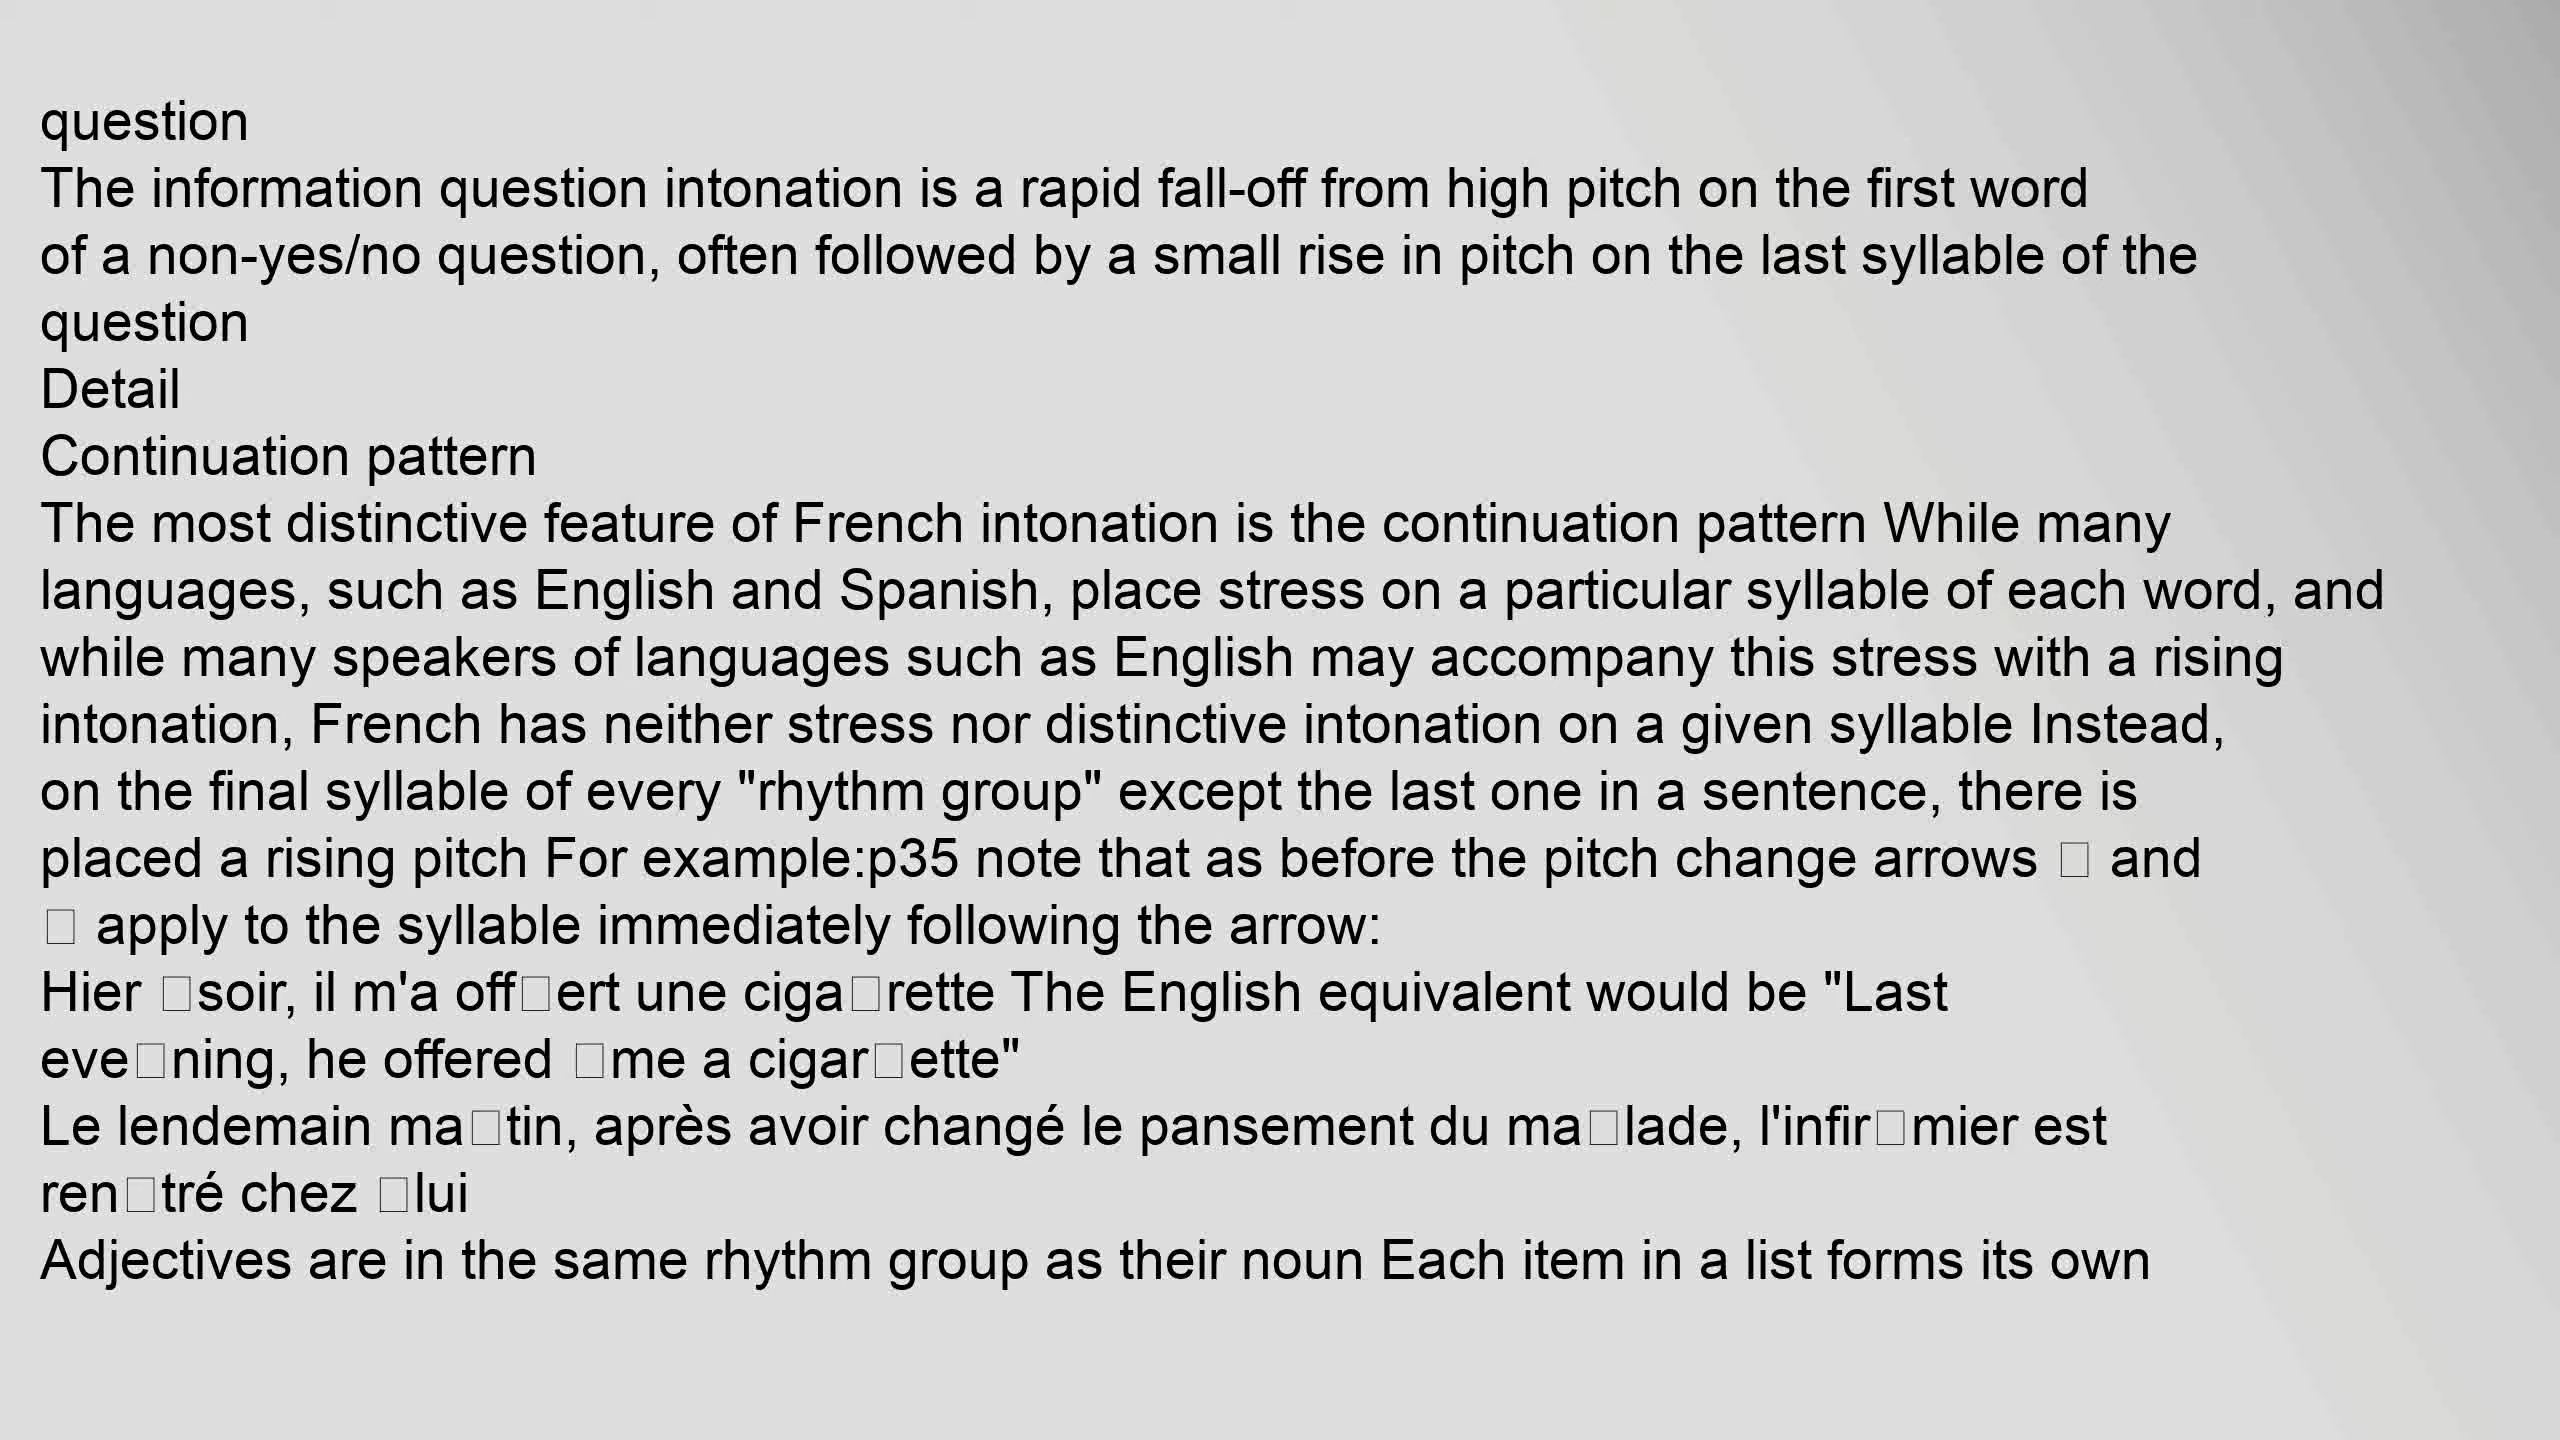 question
The information question intonation is a rapid fall-off from high pitch on the first word
of a non-yes/no question, often followed by a small rise in pitch on the last syllable of the
question
Detail
Continuation pattern
The most distinctive feature of French intonation is the continuation pattern While many
languages, such as English and Spanish, place stress on a particular syllable of each word, and
while many speakers of languages such as English may accompany this stress with a rising
intonation, French has neither stress nor distinctive intonation on a given syllable Instead,
on the final syllable of every "rhythm group" except the last one in a sentence, there is
placed a rising pitch For example:p35 note that as before the pitch change arrows □ and
□ apply to the syllable immediately following the arrow:
Hier □soir, il m'a off□ert une ciga□rette The English equivalent would be "Last
eve□ning, he offered □me a cigar□ette"
Le lendemain ma□tin, après avoir changé le pansement du ma□lade, l'infir□mier est
ren□tré chez □lui
Adjectives are in the same rhythm group as their noun Each item in a list forms its own